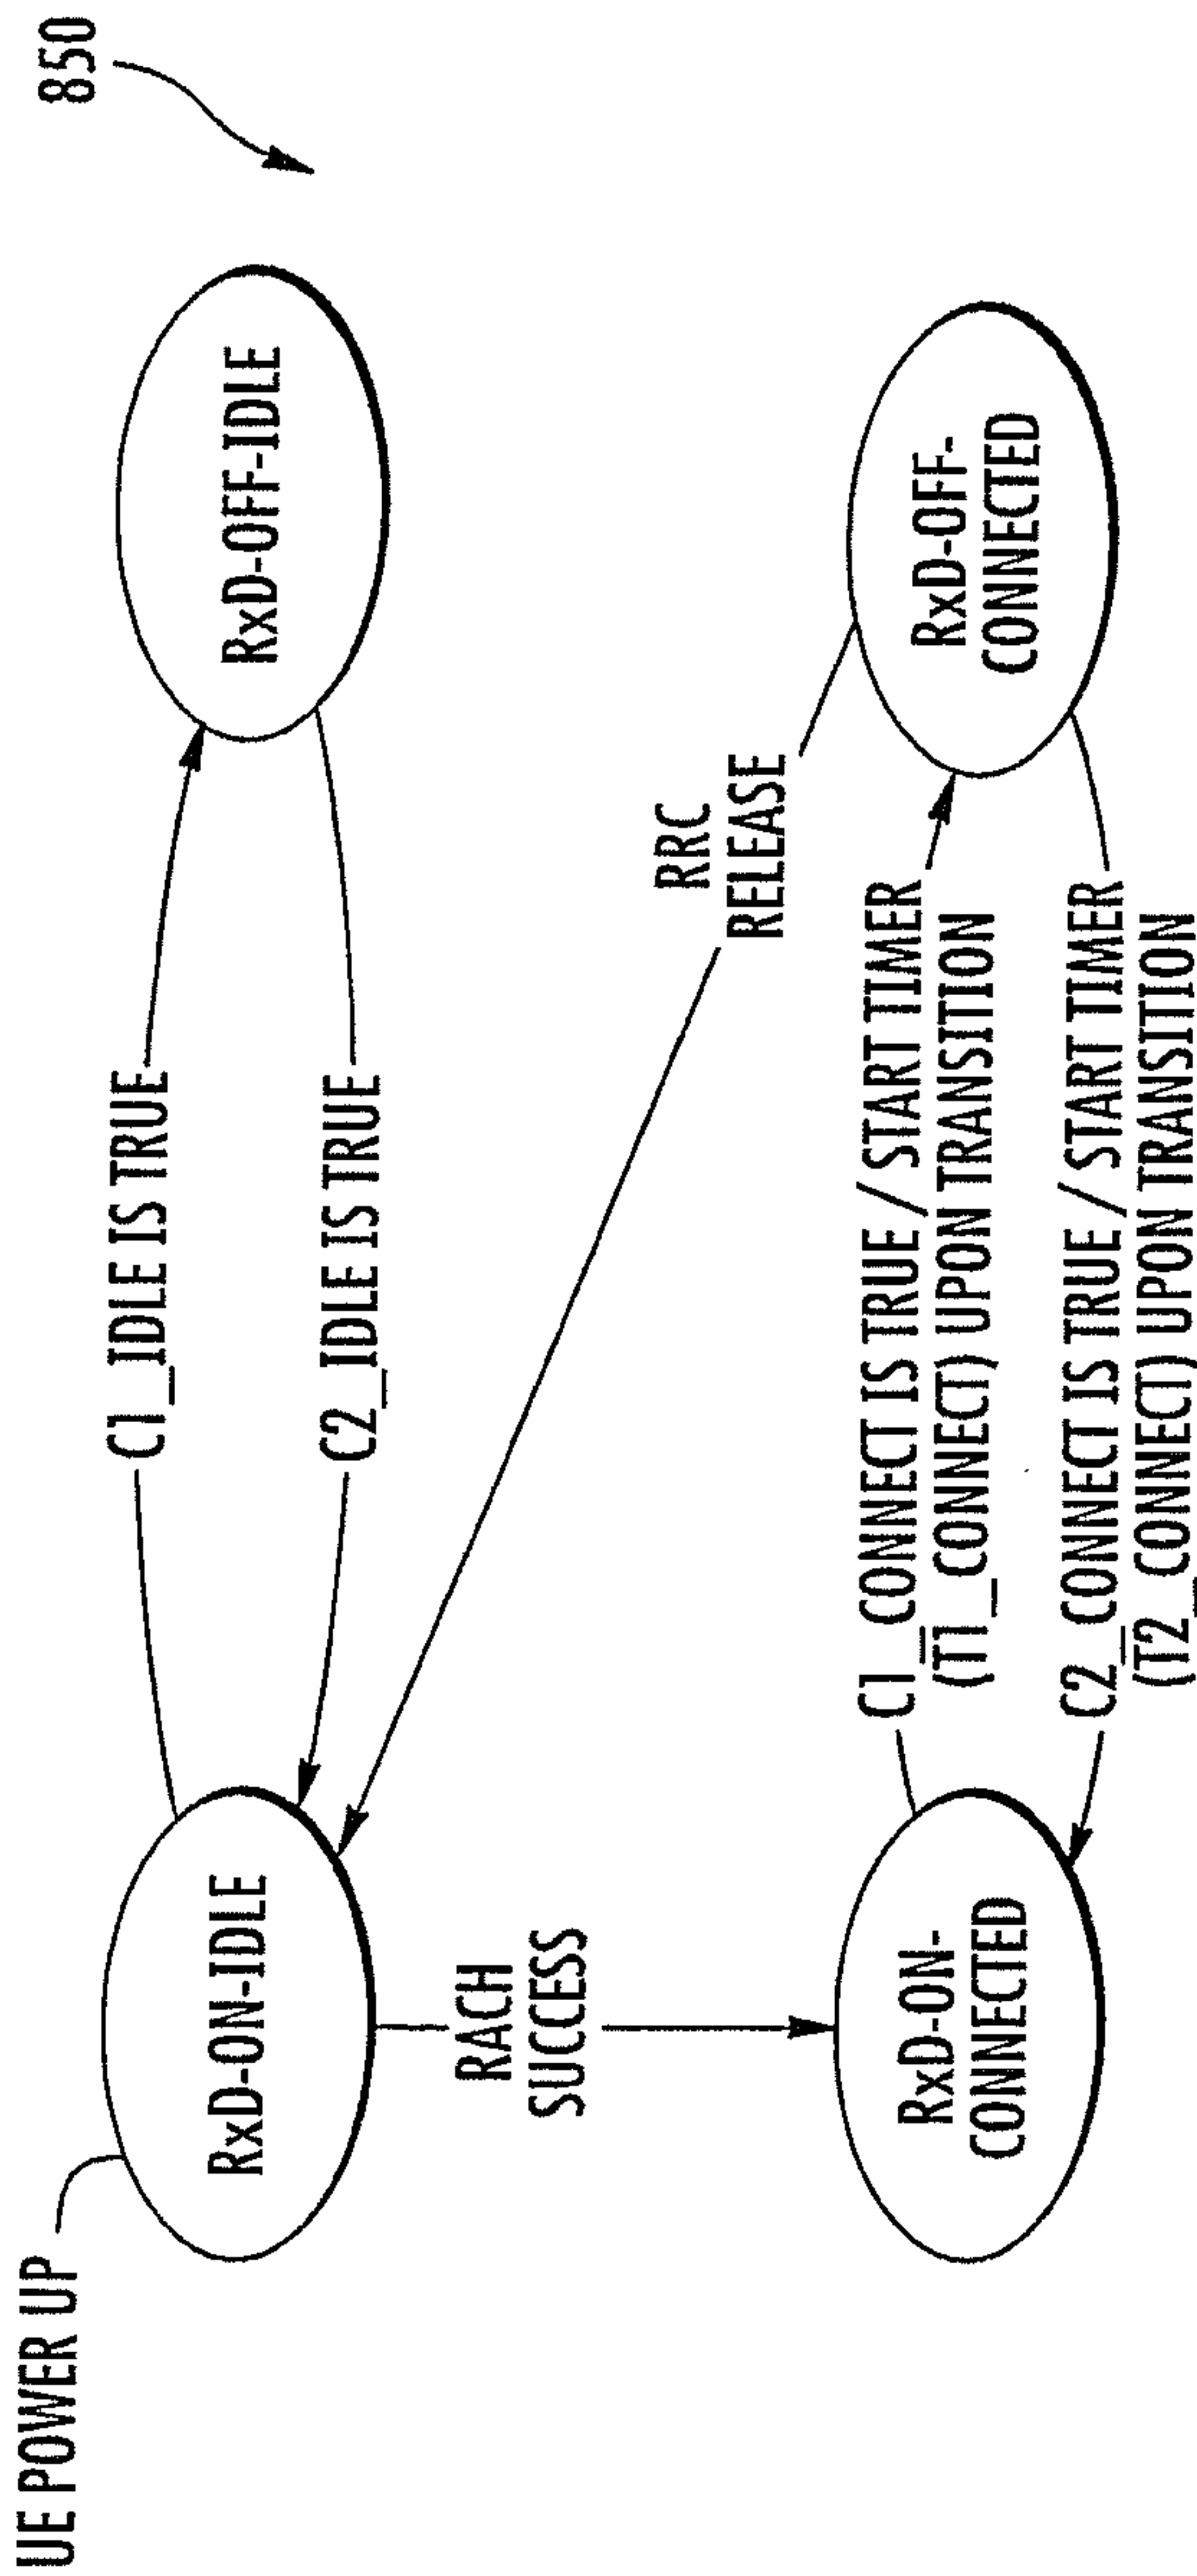 850
UE POWER UP
RxD-ON-IDLE
C1_IDLE IS TRUE
C2_IDLE IS TRUE
RxD-OFF-IDLE
RACH
SUCCESS
RRC
RELEASE
RxD-ON-
CONNECTED
C1_CONNECT IS TRUE / START TIMER
(T1_CONNECT) UPON TRANSITION
C2_CONNECT IS TRUE / START TIMER
(T2_CONNECT) UPON TRANSITION
RxD-OFF-
CONNECTED